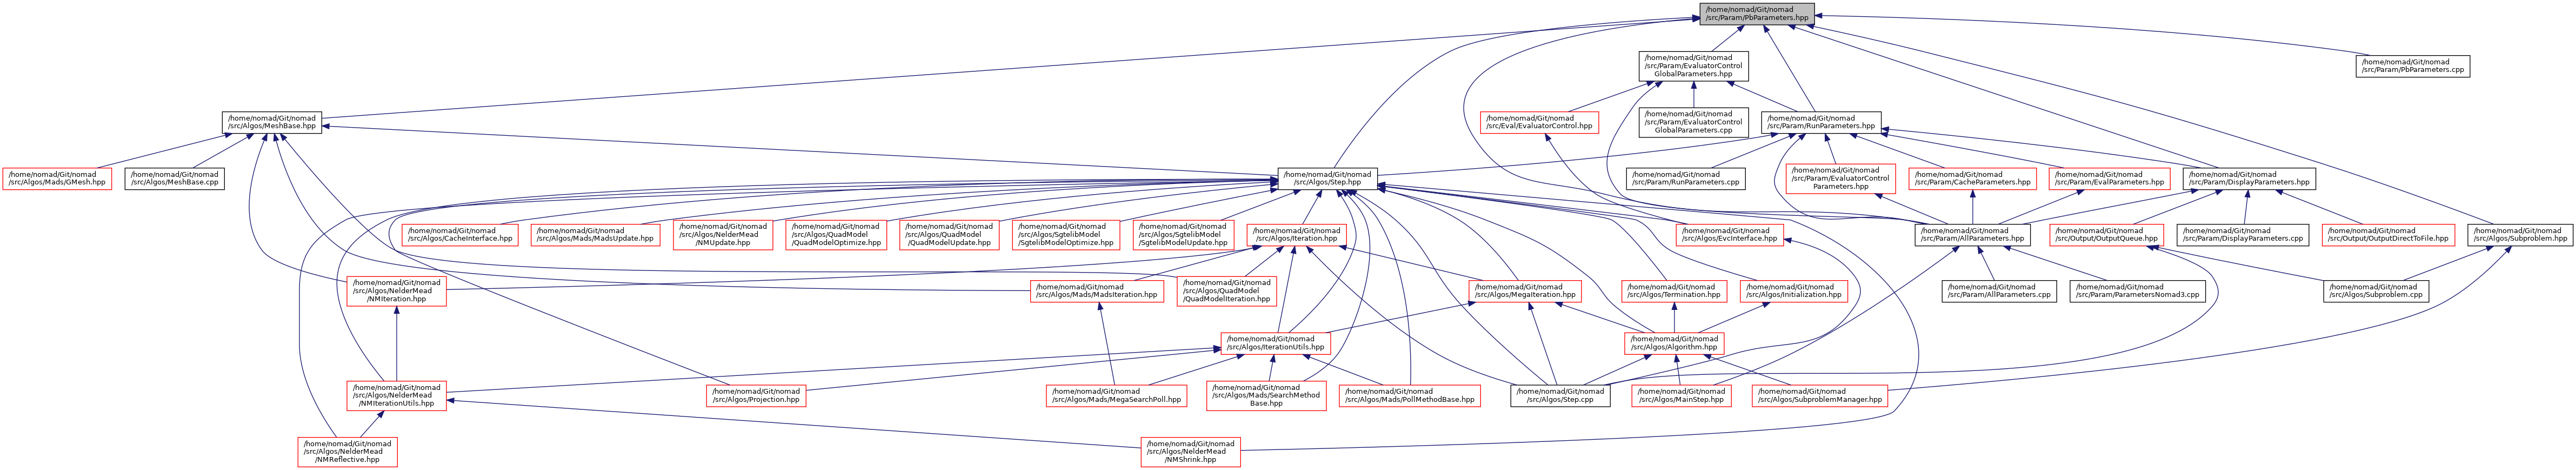 /home/nomad/Git/nomad
/src/Param/PbParameters.hpp
/home/nomad/Git/nomad
/src/Param/EvaluatorControl
GlobalParameters.hpp
/home/nomad/Git/nomad
/src/Param/PbParameters.cpp
/home/nomad/Git/nomad
/src/Algos/MeshBase.hpp
/home/nomad/Git/nomad
/src/Eval/EvaluatorControl.hpp
/home/nomad/Git/nomad
/src/Param/EvaluatorControl
GlobalParameters.cpp
/home/nomad/Git/nomad
/src/Param/RunParameters.hpp
/home/nomad/Git/nomad
/src/Algos/Mads/GMesh.hpp
/home/nomad/Git/nomad
/src/Algos/MeshBase.cpp
/home/nomad/Git/nomad
/src/Algos/Step.hpp
/home/nomad/Git/nomad
/src/Param/RunParameters.cpp
/home/nomad/Git/nomad
/src/Param/EvaluatorControl
Parameters.hpp
/home/nomad/Git/nomad
/src/Param/CacheParameters.hpp
/home/nomad/Git/nomad
/src/Param/EvalParameters.hpp
/home/nomad/Git/nomad
/src/Param/DisplayParameters.hpp
/home/nomad/Git/nomad
/src/Algos/CacheInterface.hpp
/home/nomad/Git/nomad
/src/Algos/Mads/MadsUpdate.hpp
/home/nomad/Git/nomad
/src/Algos/NelderMead
/NMUpdate.hpp
/home/nomad/Git/nomad
/src/Algos/QuadModel
/QuadModelOptimize.hpp
/home/nomad/Git/nomad
/src/Algos/QuadModel
/QuadModelUpdate.hpp
/home/nomad/Git/nomad
/src/Algos/SgtelibModel
/SgtelibModelOptimize.hpp
/home/nomad/Git/nomad
/src/Algos/SgtelibModel
/SgtelibModelUpdate.hpp
/home/nomad/Git/nomad
/src/Algos/Iteration.hpp
/home/nomad/Git/nomad
/src/Algos/EvcInterface.hpp
/home/nomad/Git/nomad
/src/Param/AllParameters.hpp
/home/nomad/Git/nomad
/src/Output/OutputQueue.hpp
/home/nomad/Git/nomad
/src/Param/DisplayParameters.cpp
/home/nomad/Git/nomad
/src/Output/OutputDirectToFile.hpp
/home/nomad/Git/nomad
/src/Algos/Subproblem.hpp
/home/nomad/Git/nomad
/src/Algos/NelderMead
/NMIteration.hpp
/home/nomad/Git/nomad
/src/Algos/Mads/MadsIteration.hpp
/home/nomad/Git/nomad
/src/Algos/QuadModel
/QuadModelIteration.hpp
/home/nomad/Git/nomad
/src/Algos/MegaIteration.hpp
/home/nomad/Git/nomad
/src/Algos/Termination.hpp
/home/nomad/Git/nomad
/src/Algos/Initialization.hpp
/home/nomad/Git/nomad
/src/Param/AllParameters.cpp
/home/nomad/Git/nomad
/src/Param/ParametersNomad3.cpp
/home/nomad/Git/nomad
/src/Algos/Subproblem.cpp
/home/nomad/Git/nomad
/src/Algos/IterationUtils.hpp
/home/nomad/Git/nomad
/src/Algos/Algorithm.hpp
/home/nomad/Git/nomad
/src/Algos/NelderMead
/NMIterationUtils.hpp
/home/nomad/Git/nomad
/src/Algos/Projection.hpp
/home/nomad/Git/nomad
/src/Algos/Mads/MegaSearchPoll.hpp
/home/nomad/Git/nomad
/src/Algos/Mads/SearchMethod
Base.hpp
/home/nomad/Git/nomad
/src/Algos/Mads/PollMethodBase.hpp
/home/nomad/Git/nomad
/src/Algos/Step.cpp
/home/nomad/Git/nomad
/src/Algos/MainStep.hpp
/home/nomad/Git/nomad
/src/Algos/SubproblemManager.hpp
/home/nomad/Git/nomad
/src/Algos/NelderMead
/NMReflective.hpp
/home/nomad/Git/nomad
/src/Algos/NelderMead
/NMShrink.hpp